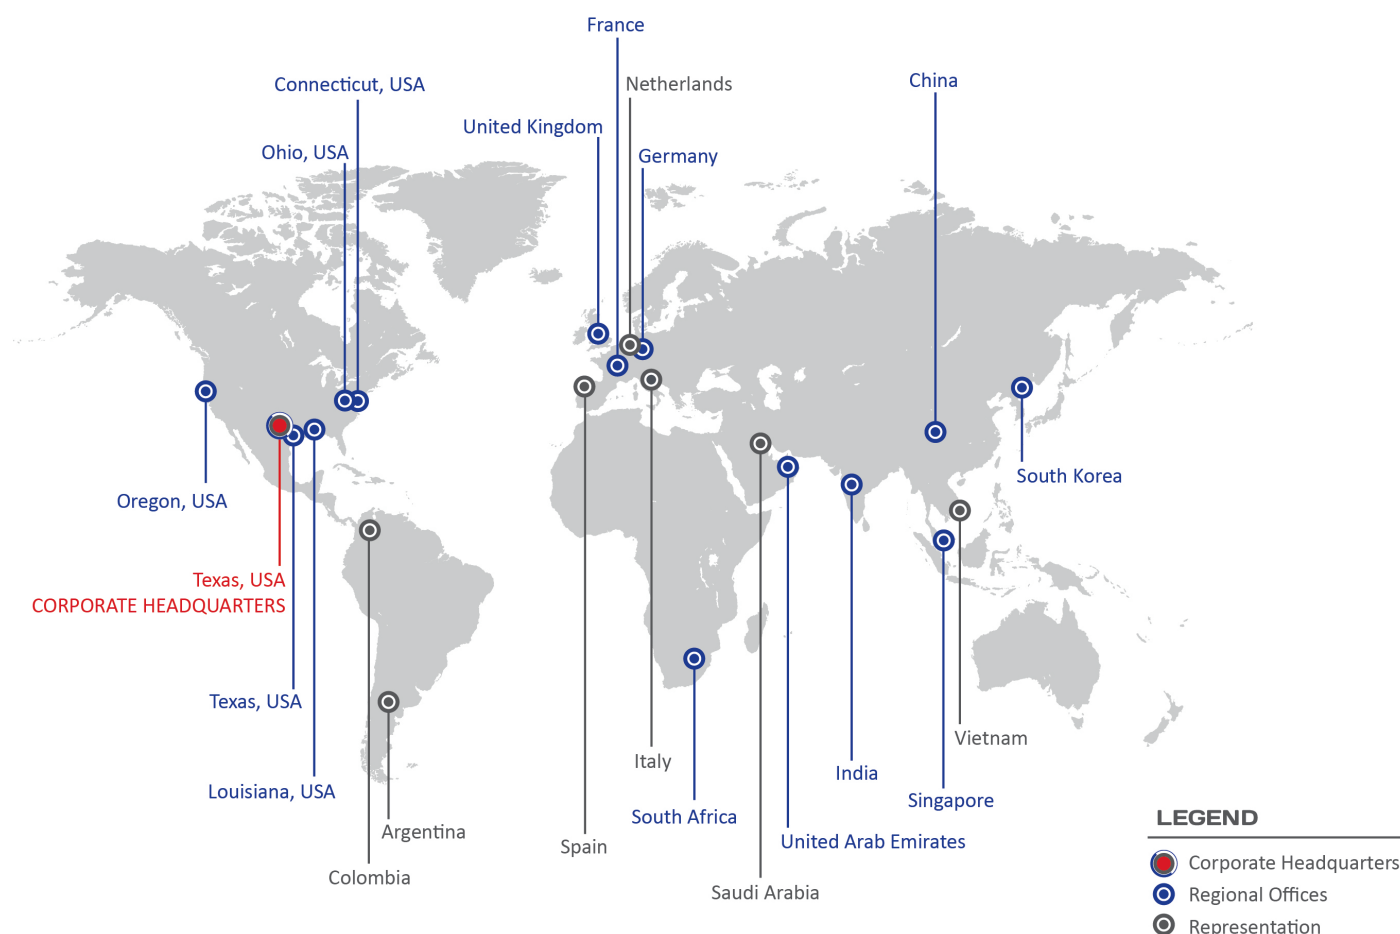 France
Connecticut, USA
Netherlands
China
United Kingdom
Ohio, USA
Germany
Oregon, USA
South Korea
Texas, USA
CORPORATE HEADQUARTERS
Texas, USA
Vietnam
Italy
India
Louisiana, USA
Singapore
South Africa
Argentina
United Arab Emirates
Spain
Colombia
Saudi Arabia
LEGEND
Corporate Headquarters
Regional Offices
Representation